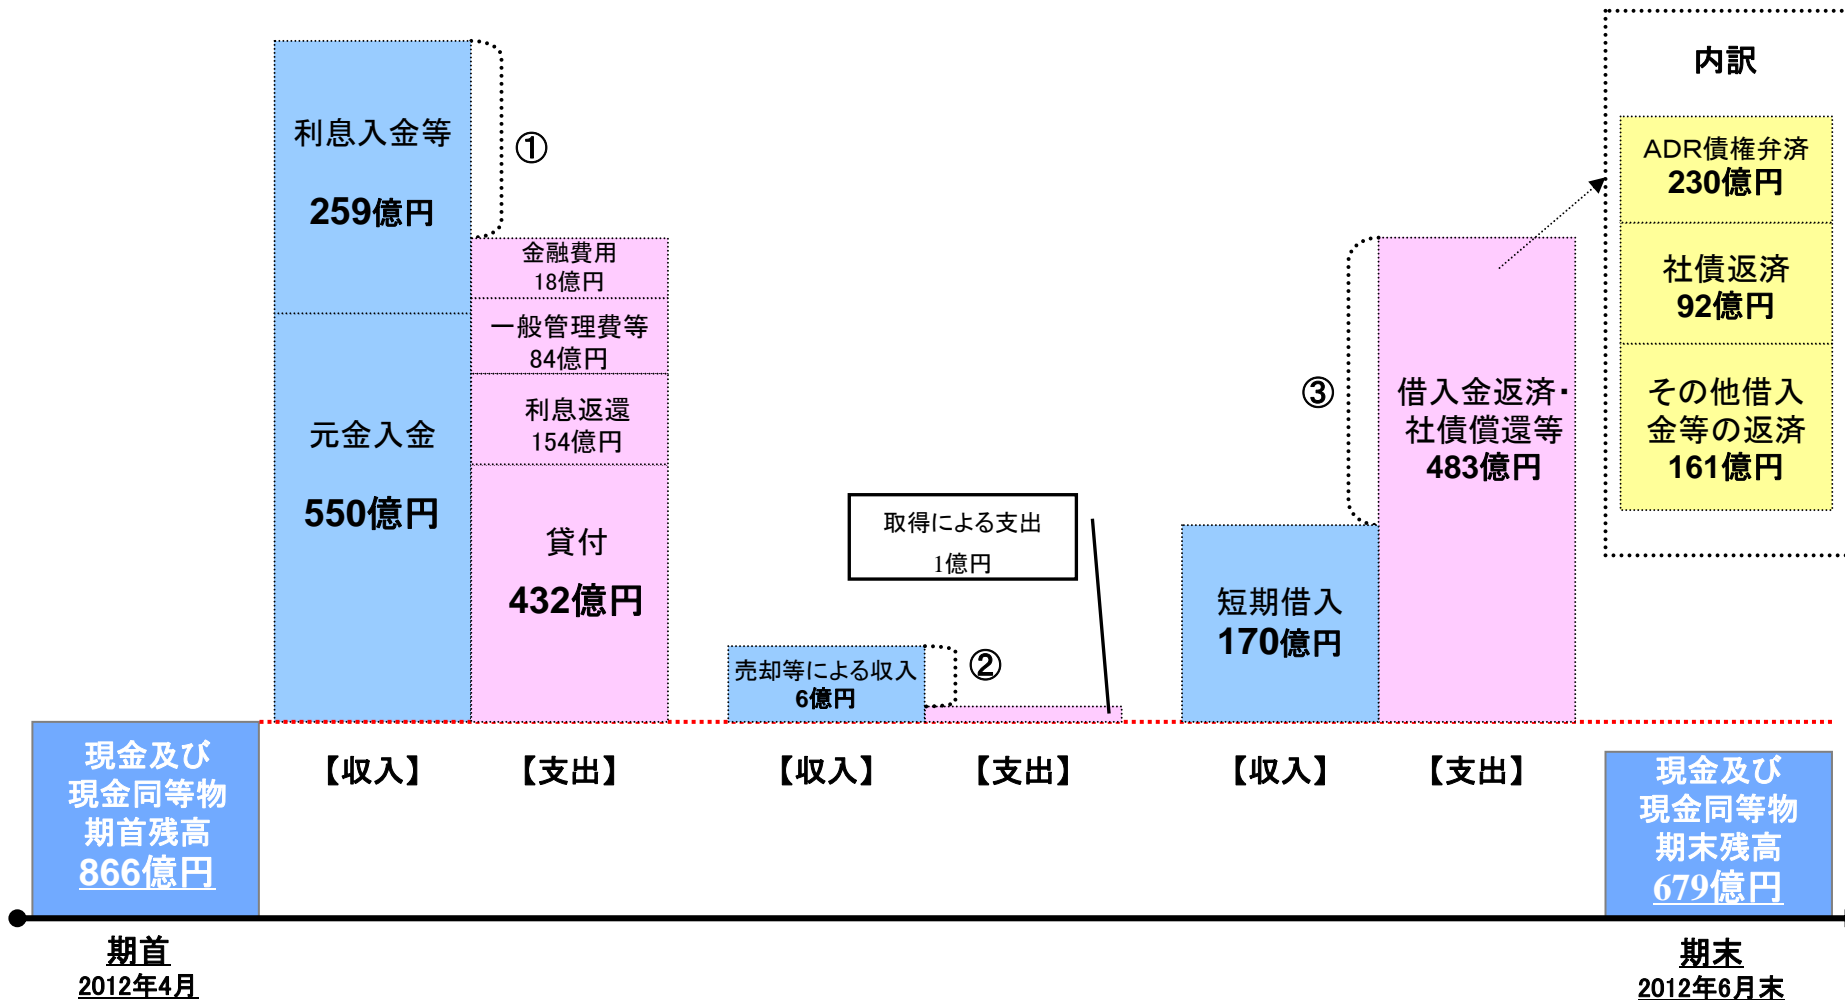 利息入金等
259億円
元金入金
550億円
①
金融費用
18億円
一般管理費等
84億円
利息返還
154億円
貸付
432億円
売却等による収入
6億円
②
取得による支出
1億円
短期借入
170億円
③
借入金返済・
社債償還等
483億円
内訳
ADR債権弁済
230億円
社債返済
92億円
その他借入
金等の返済
161億円
【収入】
【支出】
【収入】
【支出】
【収入】
【支出】
現金及び
現金同等物
期首残高
866億円
現金及び
現金同等物
期末残高
679億円
期首
2012年4月
期末
2012年6月末